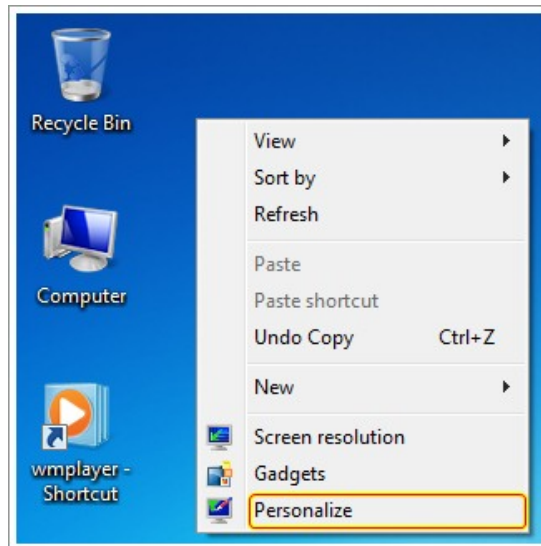 Recycle Bin
Computer
wmplayer -
Shortcut
View
Sort by
Refresh
Paste
Paste shortcut
Undo Copy Ctrl+Z
New
Screen resolution
Gadgets
Personalize